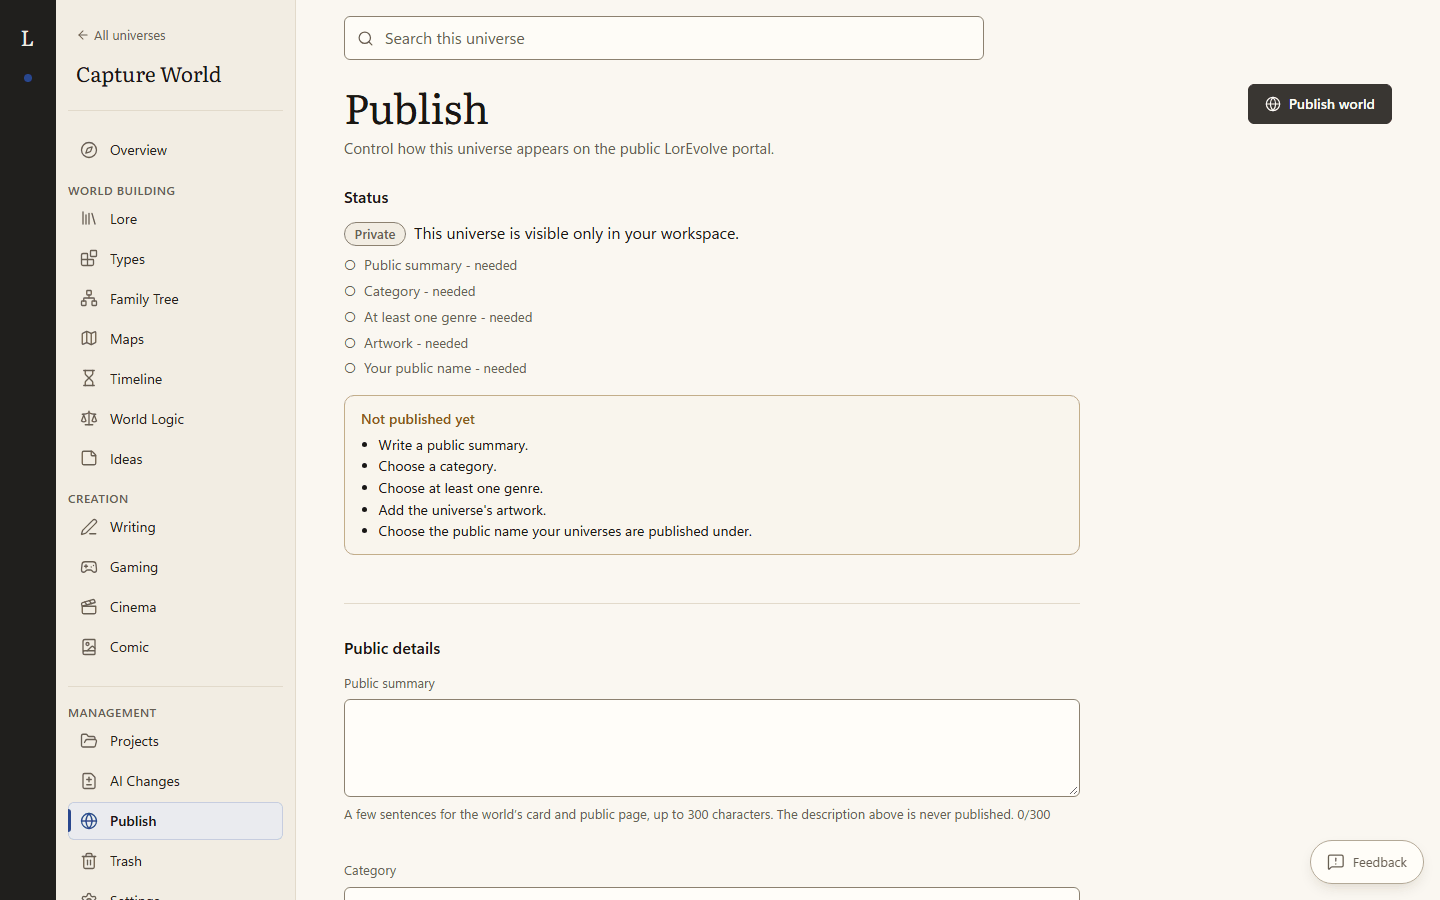 L
All universes
Capture World
Overview
WORLD BUILDING
Lore
Types
Family Tree
Maps
Timeline
World Logic
Ideas
CREATION
Writing
Gaming
Cinema
Comic
MANAGEMENT
Projects
AI Changes
Publish
Trash
Settings
Search this universe
Publish
Publish world
Control how this universe appears on the public LorEvolve portal.
Status
Private This universe is visible only in your workspace.
Public summary - needed
Category - needed
At least one genre - needed
Artwork - needed
Your public name - needed
Not published yet
• Write a public summary.
• Choose a category.
• Choose at least one genre.
• Add the universe's artwork.
• Choose the public name your universes are published under.
Public details
Public summary
A few sentences for the world's card and public page, up to 300 characters. The description above is never published. 0/300
Category
Feedback